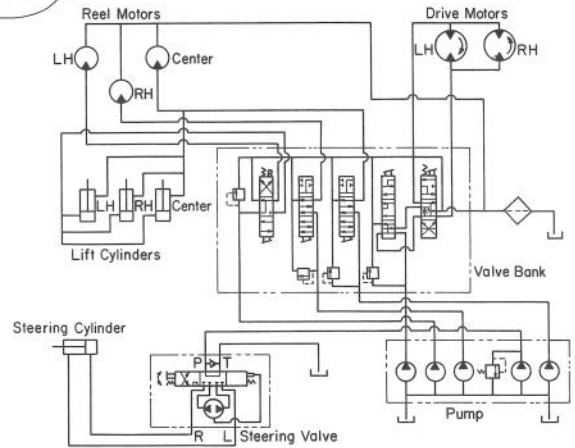 Reel Motors
Drive Motors
LH
Center
LH
RH
RH
LH
RH
Center
Lift Cylinders
Valve Bank
Steering Cylinder
P
T
R
L
Steering Valve
Pump